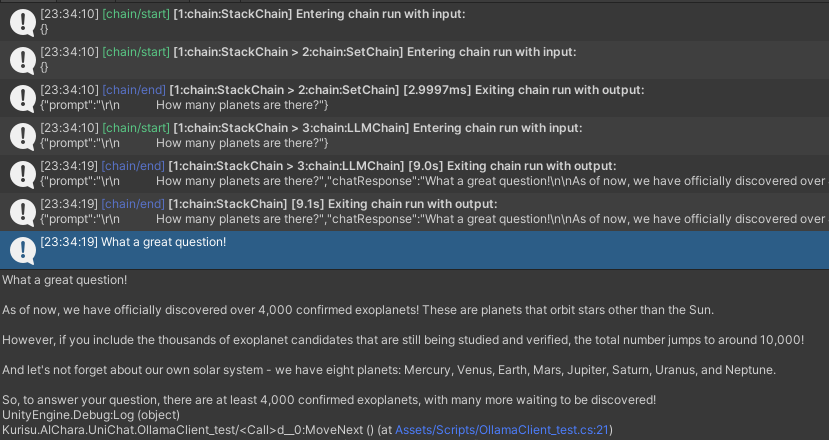 [23:34:10] [chain/start] [1:chain:StackChain] Entering chain run with input:
{}
[23:34:10] [chain/start] [1:chain:StackChain > 2:chain:SetChain] Entering chain run with input:
{}
[23:34:10] [chain/end] [1:chain:StackChain > 2:chain:SetChain] [2.9997ms] Exiting chain run with output:
{"prompt":"\r\n            How many planets are there?"}
[23:34:10] [chain/start] [1:chain:StackChain > 3:chain:LLMChain] Entering chain run with input:
{"prompt":"\r\n            How many planets are there?"}
[23:34:19] [chain/end] [1:chain:StackChain > 3:chain:LLMChain] [9.0s] Exiting chain run with output:
{"prompt":"\r\n            How many planets are there?","chatResponse":"What a great question!\n\nAs of now, we have officially discovered over
[23:34:19] [chain/end] [1:chain:StackChain] [9.1s] Exiting chain run with output:
{"prompt":"\r\n            How many planets are there?","chatResponse":"What a great question!\n\nAs of now, we have officially discovered over
[23:34:19] What a great question!
What a great question!
As of now, we have officially discovered over 4,000 confirmed exoplanets! These are planets that orbit stars other than the Sun.
However, if you include the thousands of exoplanet candidates that are still being studied and verified, the total number jumps to around 10,000!
And let's not forget about our own solar system - we have eight planets: Mercury, Venus, Earth, Mars, Jupiter, Saturn, Uranus, and Neptune.
So, to answer your question, there are at least 4,000 confirmed exoplanets, with many more waiting to be discovered!
UnityEngine.Debug:Log (object)
Kurisu.AIChara.UniChat.OllamaClient_test/<Call>d__0:MoveNext () (at Assets/Scripts/OllamaClient_test.cs:21)